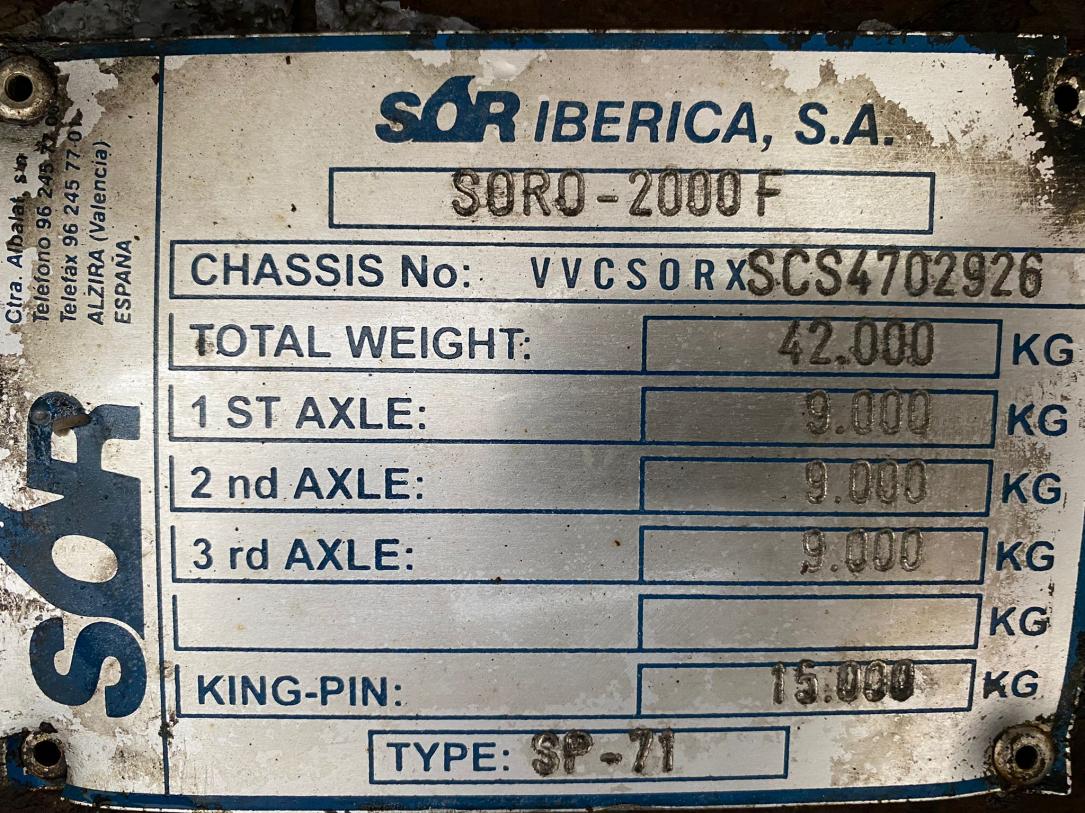 SOR IBERICA, S.A.
SORO-2000F
CHASSIS No: VVCSORXSCS4702926
TOTAL WEIGHT: 42.000 KG
1 ST AXLE: 9.000 KG
2 nd AXLE: 9.000 KG
3 rd AXLE: 9.000 KG
KG
KING-PIN: 15.000 KG
TYPE: SP-71
SOR
Ctra. Albalat, s/n
Teléfono 96 245 77
Telefax 96 245 77 01
ALZIRA (Valencia)
ESPAÑA